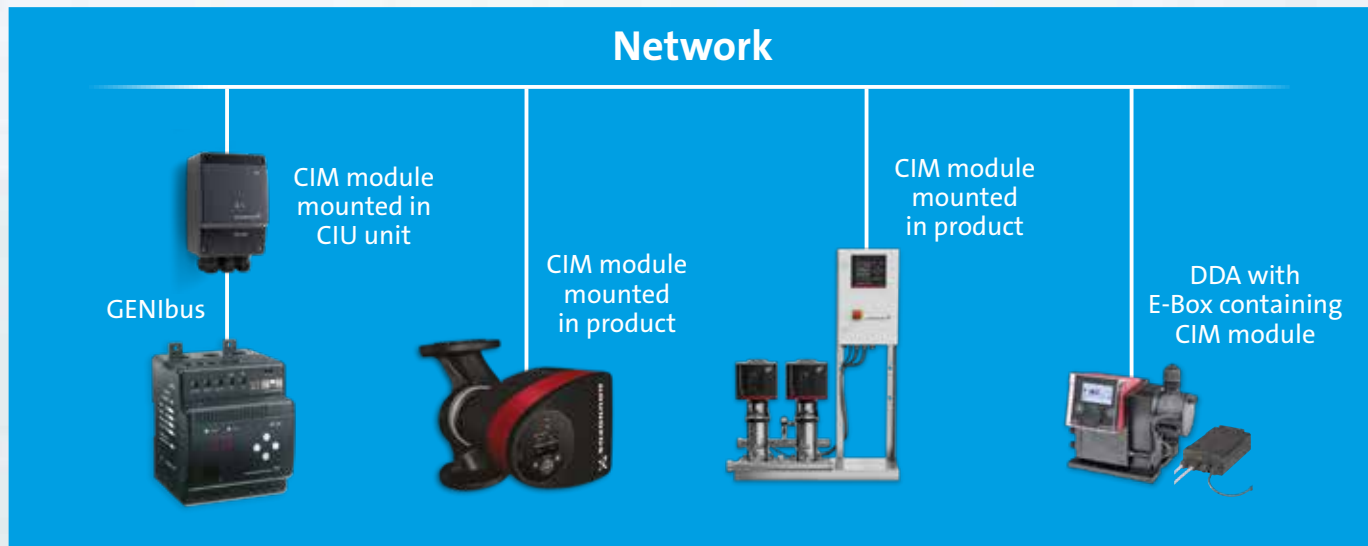 Network
CIM module
mounted in
CIU unit
GENIbus
CIM module
mounted
in product
GRUNDFOS
CIM module
mounted
in product
DDA with
E-Box containing
CIM module